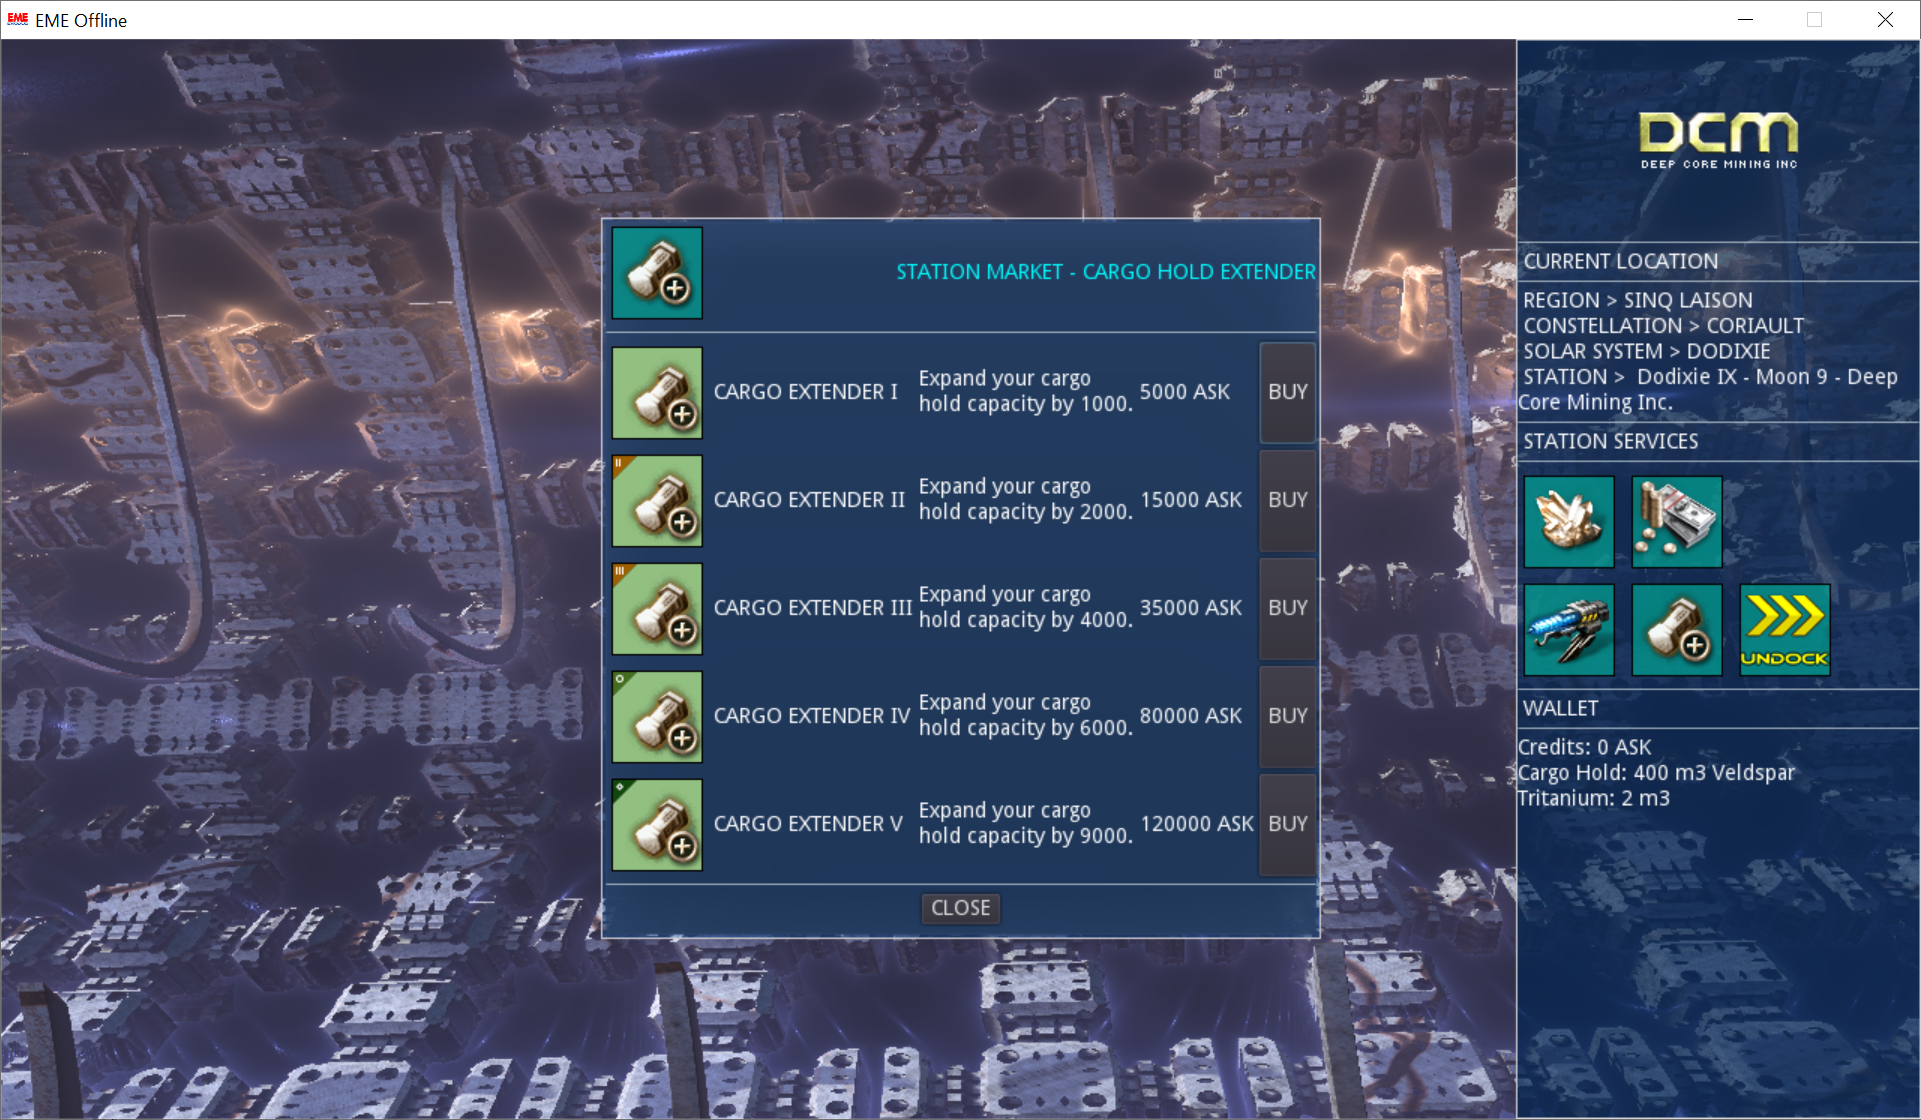 EME EME Offline
STATION MARKET - CARGO HOLD EXTENDER
CARGO EXTENDER I
Expand your cargo
hold capacity by 1000.
5000 ASK
BUY
II
CARGO EXTENDER II
Expand your cargo
hold capacity by 2000.
15000 ASK
BUY
III
CARGO EXTENDER III
Expand your cargo
hold capacity by 4000.
35000 ASK
BUY
CARGO EXTENDER IV
Expand your cargo
hold capacity by 6000.
80000 ASK
BUY
CARGO EXTENDER V
Expand your cargo
hold capacity by 9000.
120000 ASK
BUY
CLOSE
DCM
DEEP CORE MINING INC
CURRENT LOCATION
REGION > SINQ LAISON
CONSTELLATION > CORIAULT
SOLAR SYSTEM > DODIXIE
STATION > Dodixie IX - Moon 9 - Deep
Core Mining Inc.
STATION SERVICES
UNDOCK
WALLET
Credits: 0 ASK
Cargo Hold: 400 m3 Veldspar
Tritanium: 2 m3